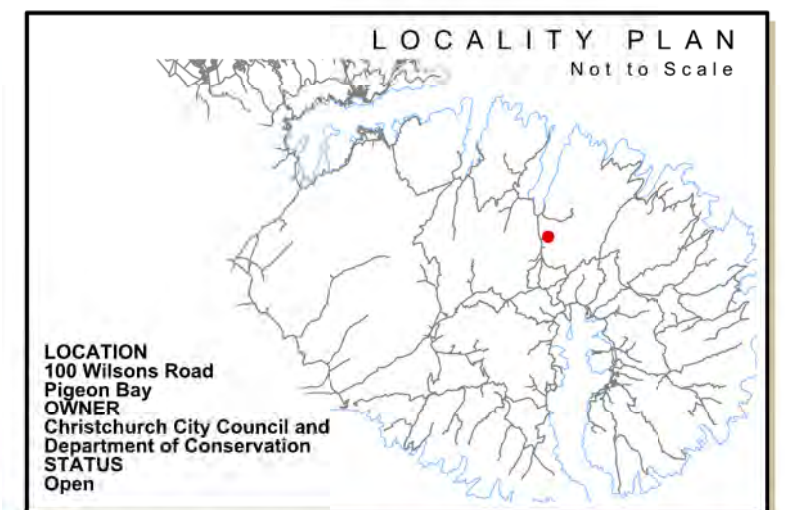 LOCALITY PLAN
Not to Scale
LOCATION
100 Wilsons Road
Pigeon Bay
OWNER
Christchurch City Council and
Department of Conservation
STATUS
Open